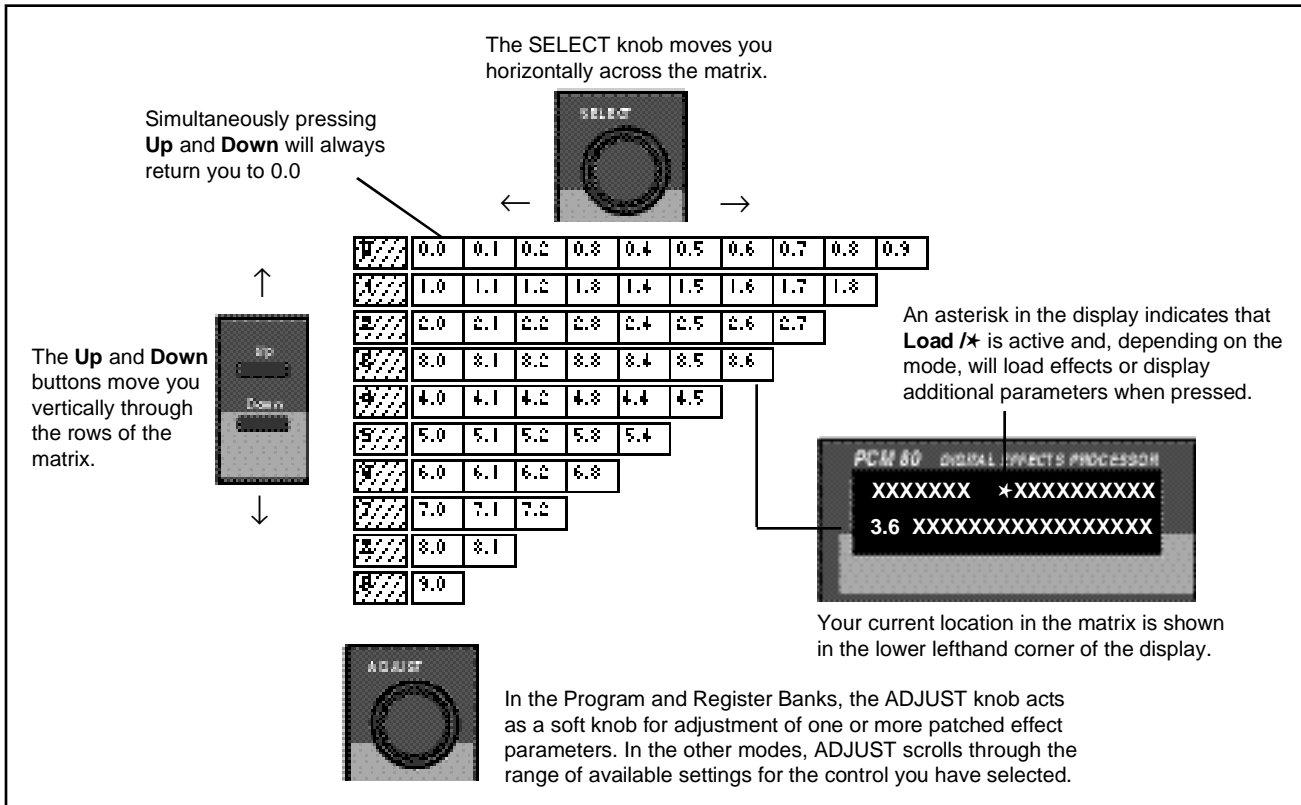 The SELECT knob moves you
horizontally across the matrix.
SELECT
Simultaneously pressing
Up and Down will always
return you to 0.0
← →
0.0 0.1 0.2 0.3 0.4 0.5 0.6 0.7 0.8 0.9
1.0 1.1 1.2 1.3 1.4 1.5 1.6 1.7 1.8
2.0 2.1 2.2 2.3 2.4 2.5 2.6 2.7
3.0 3.1 3.2 3.3 3.4 3.5 3.6
4.0 4.1 4.2 4.3 4.4 4.5
5.0 5.1 5.2 5.3 5.4
6.0 6.1 6.2 6.3
7.0 7.1 7.2
8.0 8.1
9.0
↑
Up
Down
↓
The Up and Down
buttons move you
vertically through
the rows of the
matrix.
An asterisk in the display indicates that
Load /* is active and, depending on the
mode, will load effects or display
additional parameters when pressed.
PCM 80 DIGITAL EFFECTS PROCESSOR
XXXXXXX *XXXXXXXXXX
3.6 XXXXXXXXXXXXXXXXX
Your current location in the matrix is shown
in the lower lefthand corner of the display.
ADJUST
In the Program and Register Banks, the ADJUST knob acts
as a soft knob for adjustment of one or more patched effect
parameters. In the other modes, ADJUST scrolls through the
range of available settings for the control you have selected.